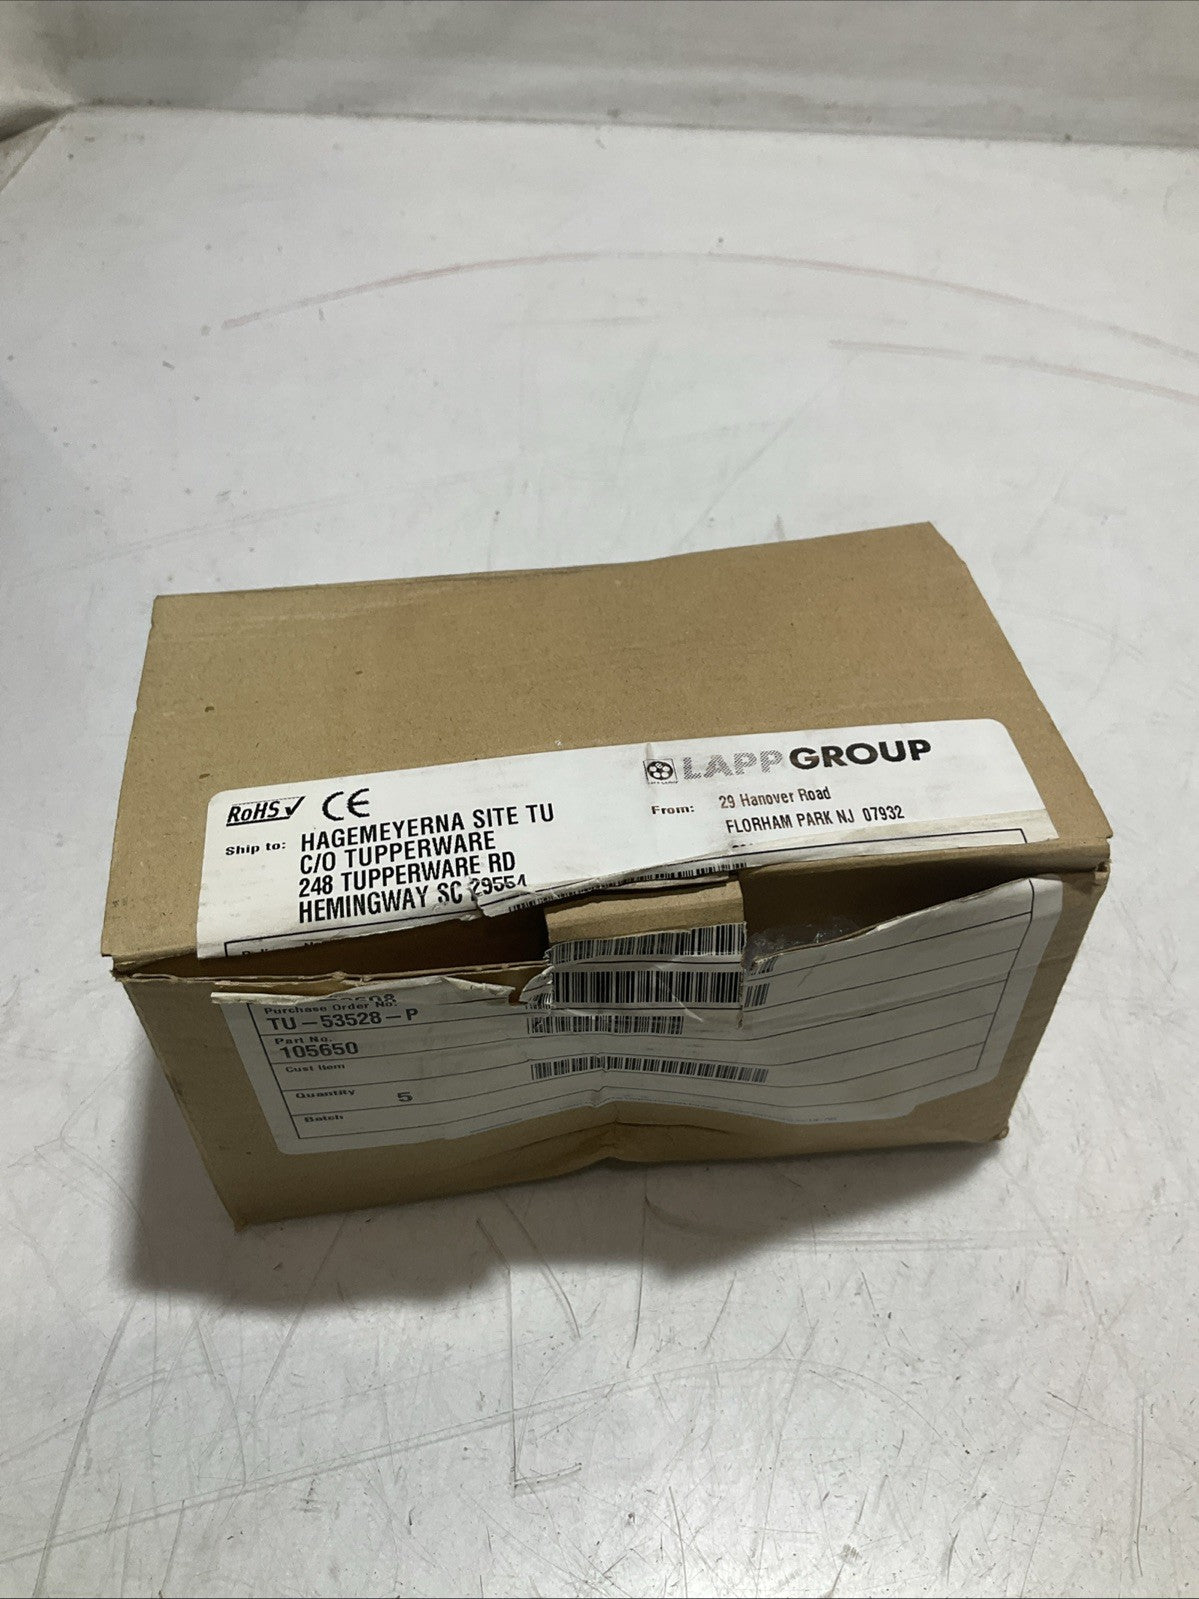 RoHS CE
LAPP GROUP
Ship to: HAGEMEYERNA SITE TU
C/O TUPPERWARE
248 TUPPERWARE RD
HEMINGWAY SC 29554
From: 29 Hanover Road
FLORHAM PARK NJ 07932
Purchase Order No:
TU-53528-P
Part No.
105650
Cust Item
Quantity 5
Batch